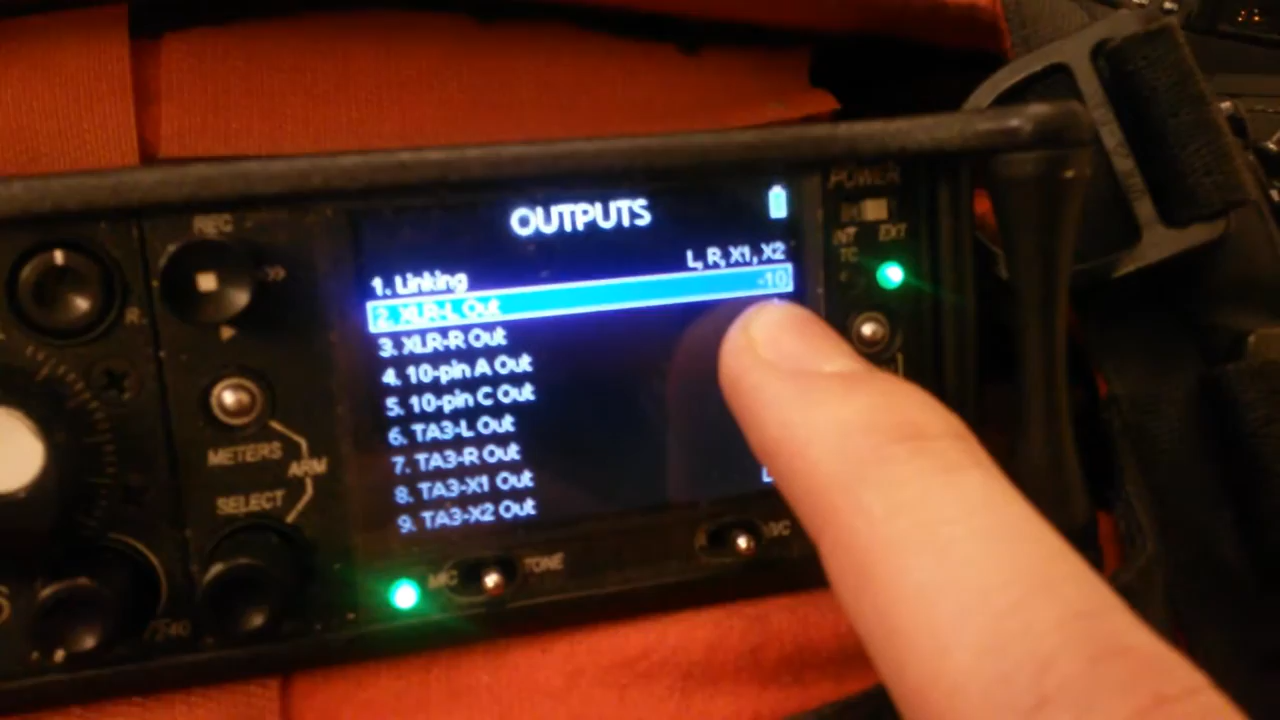 POWER
REC
OUTPUTS
INT
EXT
TC
1. Linking L, R, X1, X2
2. XLR-L Out -10
3. XLR-R Out
4. 10-pin A Out
5. 10-pin C Out
6. TA3-L Out
7. TA3-R Out
8. TA3-X1 Out
9. TA3-X2 Out
METERS
ARM
SELECT
MIC
TONE